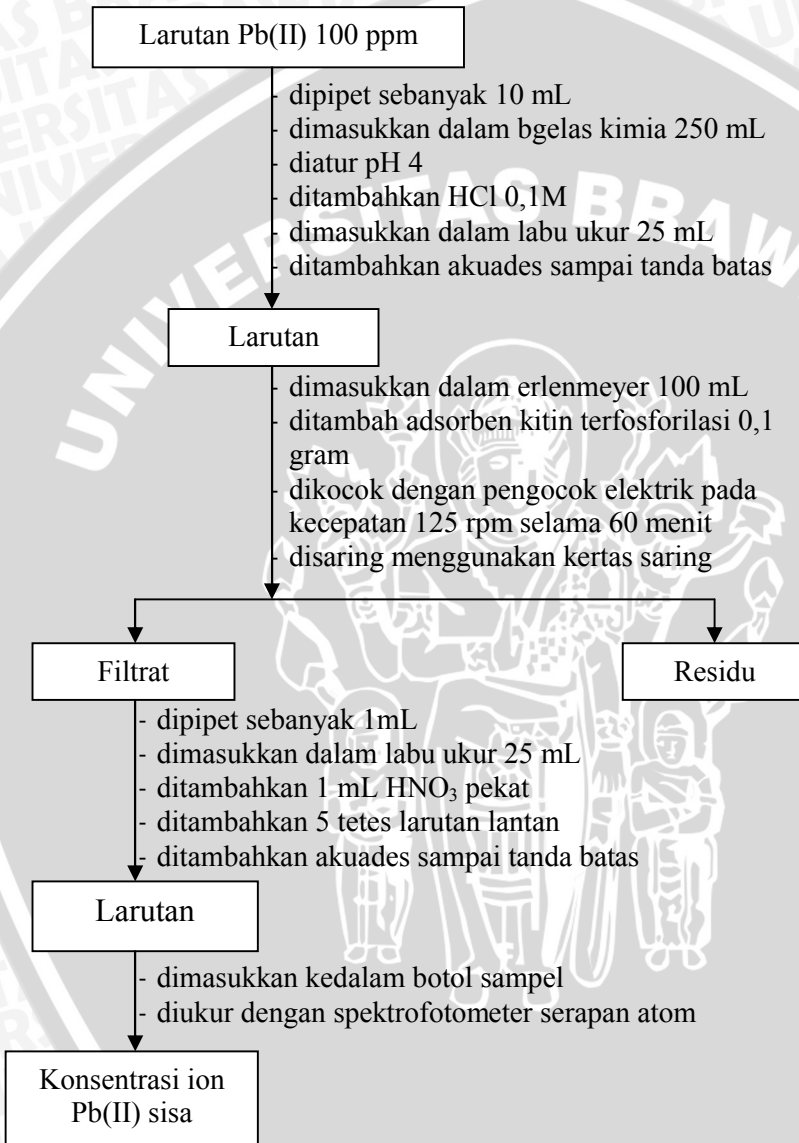 Larutan Pb(II) 100 ppm
- dipipet sebanyak 10 mL
- dimasukkan dalam bgelas kimia 250 mL
- diatur pH 4
- ditambahkan HCl 0,1M
- dimasukkan dalam labu ukur 25 mL
- ditambahkan akuades sampai tanda batas
Larutan
- dimasukkan dalam erlenmeyer 100 mL
- ditambah adsorben kitin terfosforilasi 0,1
gram
- dikocok dengan pengocok elektrik pada
kecepatan 125 rpm selama 60 menit
- disaring menggunakan kertas saring
Filtrat
Residu
- dipipet sebanyak 1mL
- dimasukkan dalam labu ukur 25 mL
- ditambahkan 1 mL HNO₃ pekat
- ditambahkan 5 tetes larutan lantan
- ditambahkan akuades sampai tanda batas
Larutan
- dimasukkan kedalam botol sampel
- diukur dengan spektrofotometer serapan atom
Konsentrasi ion
Pb(II) sisa
UNIVERSITAS BRAW